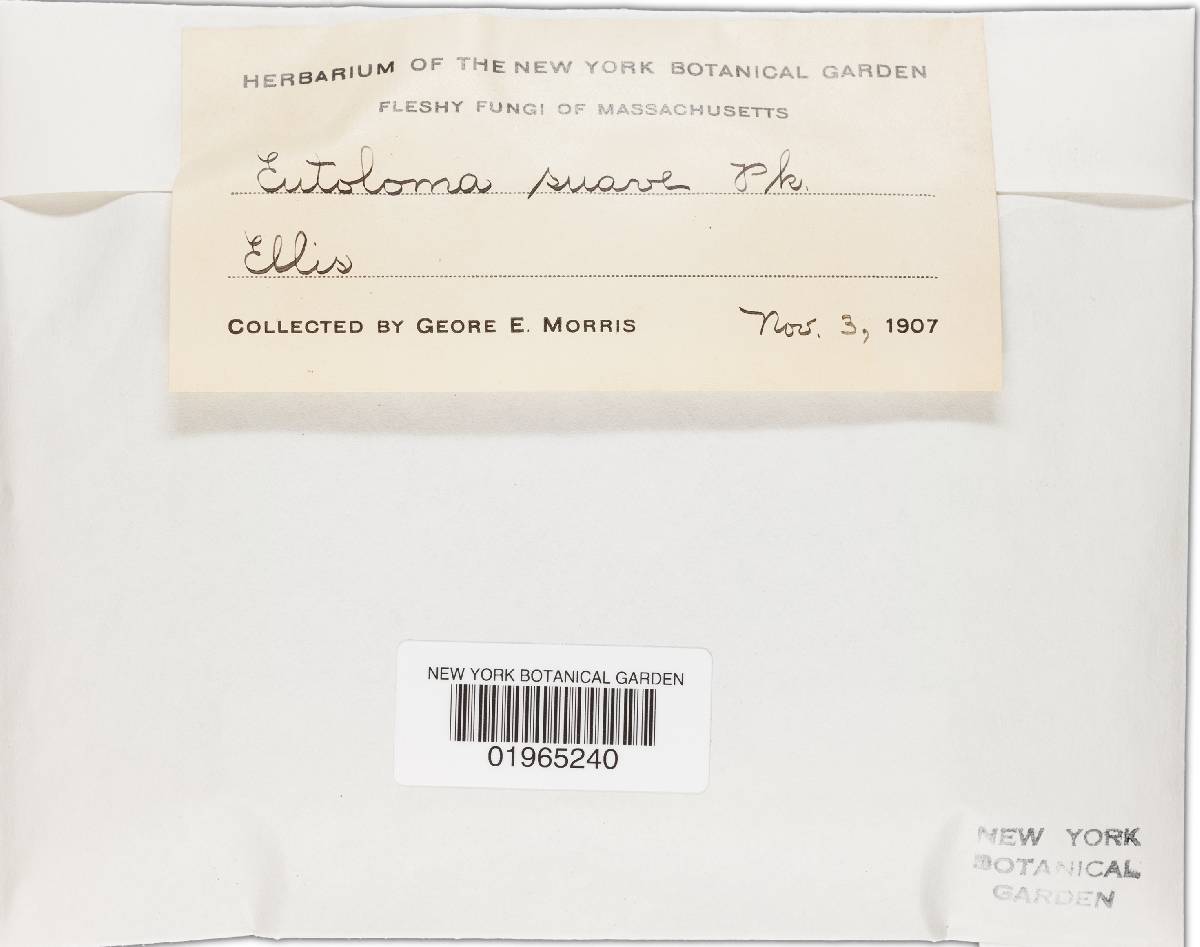 HERBARIUM OF THE NEW YORK BOTANICAL GARDEN
FLESHY FUNGI OF MASSACHUSETTS
Entoloma suave Pk.
Ellis
COLLECTED BY GEORE E. MORRIS Nov. 3, 1907
NEW YORK BOTANICAL GARDEN
01965240
NEW YORK
BOTANICAL
GARDEN